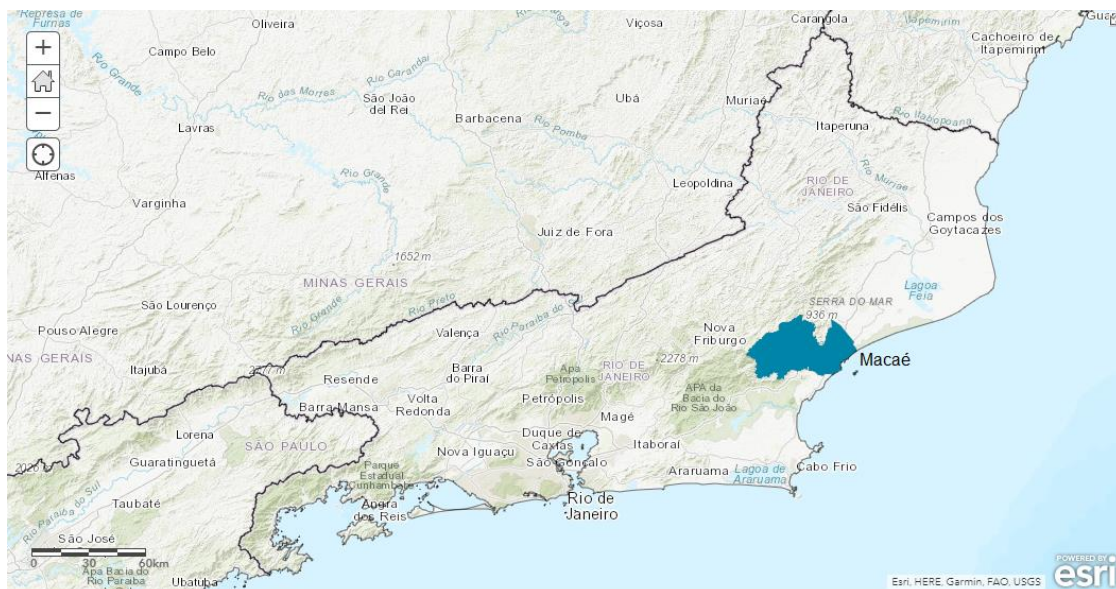 Represa de
Furnas
Oliveira
Viçosa
Carangola
Rio Itapemirim
Cachoeiro de
Itapemirim
+
Campo Belo
Rio Carandaí
Rio das Mortes
São João
del Rei
Ubá
Muriaé
Rio Grande
Barbacena
Rio Itabapoana
−
Lavras
Rio Pomba
Itaperuna
Alfenas
Rio Grande
Leopoldina
RIO DE
JANEIRO
Rio Muriaé
Varginha
São Fidélis
Campos dos
Goytacazes
Juiz de Fora
1652 m
MINAS GERAIS
Lagoa
Feia
São Lourenço
Rio Grande
Rio Preto
Rio Paraíba do
SERRA DO MAR
936 m
Pouso Alegre
Valença
Nova
Friburgo
NAS GERAIS
Itajubá
2278 m
Macaé
Resende
Barra
do Piraí
Apa
Petrópolis
RIO DE
JANEIRO
Barra Mansa
Volta
Redonda
Petrópolis
APA da
Bacia do
Rio São João
Lorena
SÃO PAULO
Magé
Duque de
Caxias
Itaboraí
Guaratinguetá
Nova Iguaçu
São Gonçalo
Araruama
Lagoa de
Araruama
Cabo Frio
Parque
Estadual
Cunhambebe
Rio Paraíba do Sul
Taubaté
Angra
dos Reis
Rio de
Janeiro
São José
0 30 60km
Apa Bacia do
Rio Paraíba
Ubatuba
POWERED BY
esri
Esri, HERE, Garmin, FAO, USGS